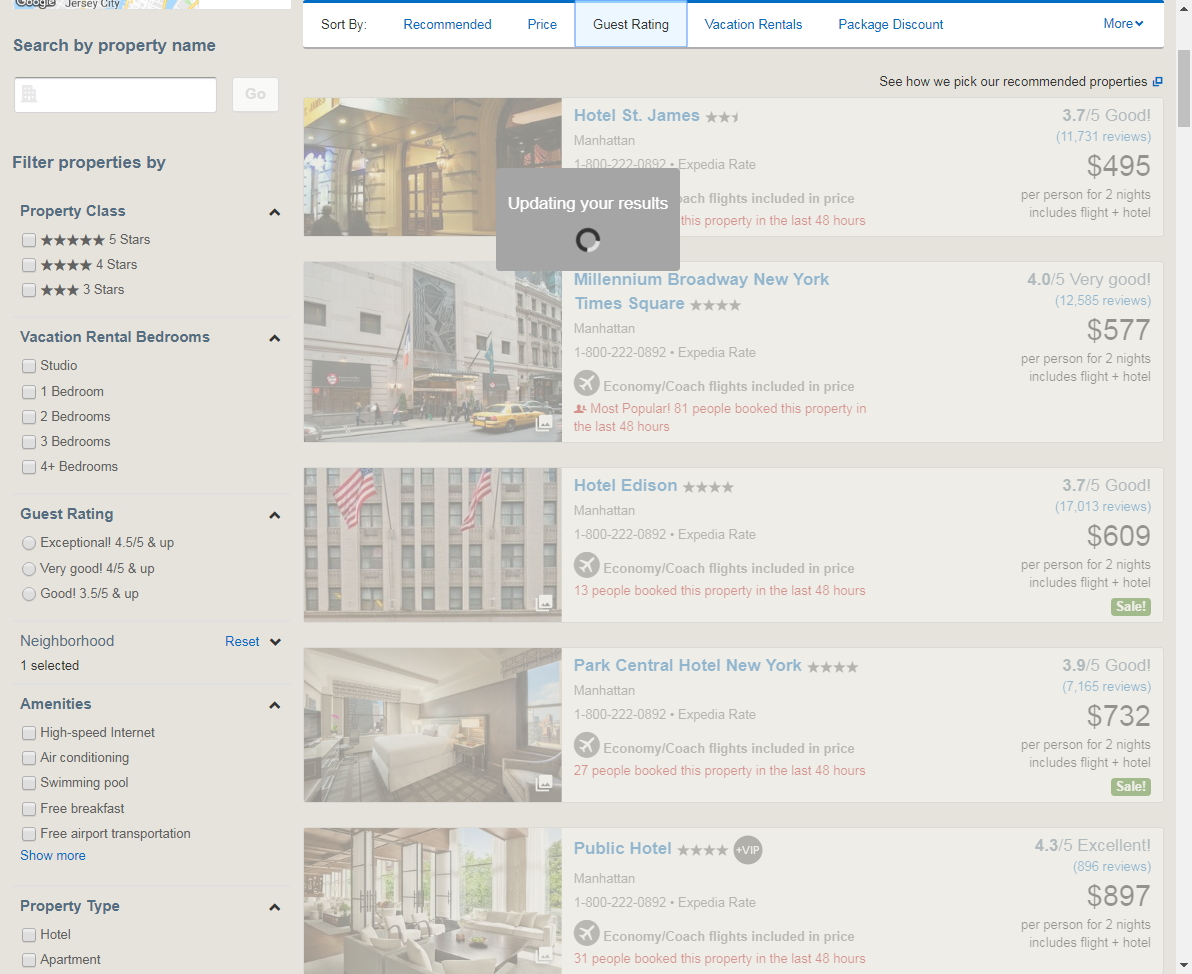 Google
Jersey City
Search by property name
Go
Filter properties by
Property Class
5 Stars
4 Stars
3 Stars
Vacation Rental Bedrooms
Studio
1 Bedroom
2 Bedrooms
3 Bedrooms
4+ Bedrooms
Guest Rating
Exceptional! 4.5/5 & up
Very good! 4/5 & up
Good! 3.5/5 & up
Neighborhood Reset
1 selected
Amenities
High-speed Internet
Air conditioning
Swimming pool
Free breakfast
Free airport transportation
Show more
Property Type
Hotel
Apartment
Sort By: Recommended Price Guest Rating Vacation Rentals Package Discount More
See how we pick our recommended properties
Updating your results
Hotel St. James
Manhattan
1-800-222-0892 • Expedia Rate
Coach flights included in price
this property in the last 48 hours
3.7/5 Good!
(11,731 reviews)
$495
per person for 2 nights
includes flight + hotel
Millennium Broadway New York
Times Square
Manhattan
1-800-222-0892 • Expedia Rate
Economy/Coach flights included in price
Most Popular! 81 people booked this property in
the last 48 hours
4.0/5 Very good!
(12,585 reviews)
$577
per person for 2 nights
includes flight + hotel
Hotel Edison
Manhattan
1-800-222-0892 • Expedia Rate
Economy/Coach flights included in price
13 people booked this property in the last 48 hours
3.7/5 Good!
(17,013 reviews)
$609
per person for 2 nights
includes flight + hotel
Sale!
Park Central Hotel New York
Manhattan
1-800-222-0892 • Expedia Rate
Economy/Coach flights included in price
27 people booked this property in the last 48 hours
3.9/5 Good!
(7,165 reviews)
$732
per person for 2 nights
includes flight + hotel
Sale!
Public Hotel +VIP
Manhattan
1-800-222-0892 • Expedia Rate
Economy/Coach flights included in price
31 people booked this property in the last 48 hours
4.3/5 Excellent!
(896 reviews)
$897
per person for 2 nights
includes flight + hotel